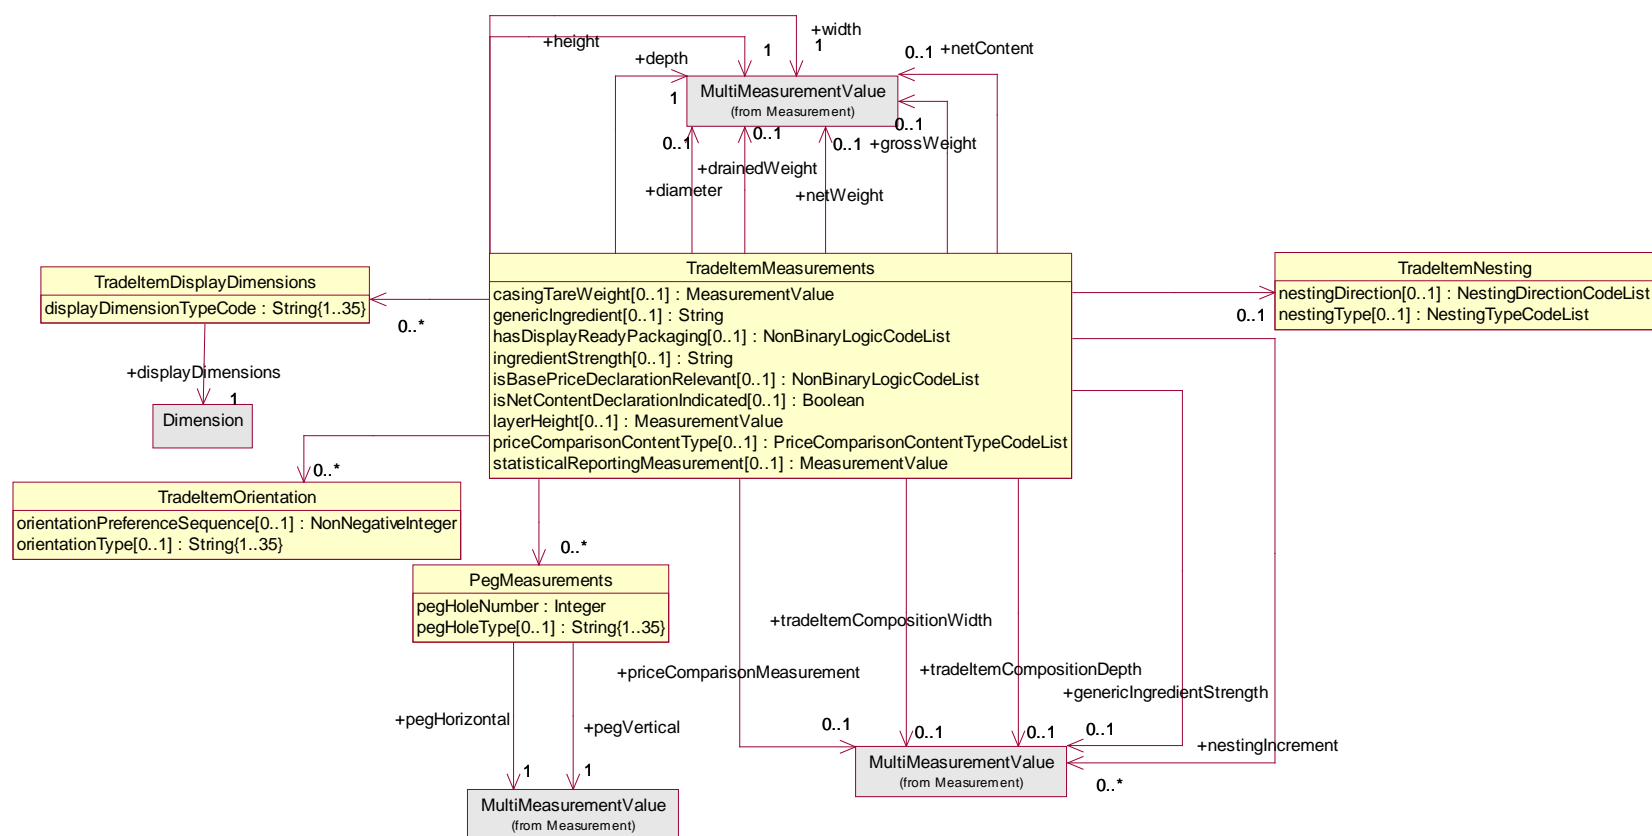 +width
+height
1
1
0..1
+netContent
+depth
1
MultiMeasurementValue
(from Measurement)
0..1
0..1
0..1
0..1
+grossWeight
+drainedWeight
+diameter
+netWeight
TradeItemMeasurements
casingTareWeight[0..1] : MeasurementValue
genericIngredient[0..1] : String
hasDisplayReadyPackaging[0..1] : NonBinaryLogicCodeList
ingredientStrength[0..1] : String
isBasePriceDeclarationRelevant[0..1] : NonBinaryLogicCodeList
isNetContentDeclarationIndicated[0..1] : Boolean
layerHeight[0..1] : MeasurementValue
priceComparisonContentType[0..1] : PriceComparisonContentTypeCodeList
statisticalReportingMeasurement[0..1] : MeasurementValue
TradeItemDisplayDimensions
displayDimensionTypeCode : String{1..35}
0..*
+displayDimensions
1
Dimension
TradeItemNesting
nestingDirection[0..1] : NestingDirectionCodeList
nestingType[0..1] : NestingTypeCodeList
0..1
0..*
TradeItemOrientation
orientationPreferenceSequence[0..1] : NonNegativeInteger
orientationType[0..1] : String{1..35}
0..*
PegMeasurements
pegHoleNumber : Integer
pegHoleType[0..1] : String{1..35}
+pegHorizontal
+pegVertical
1
1
MultiMeasurementValue
(from Measurement)
+tradeItemCompositionWidth
+priceComparisonMeasurement
+tradeItemCompositionDepth
+genericIngredientStrength
0..1
0..1
0..1
0..1
+nestingIncrement
0..*
MultiMeasurementValue
(from Measurement)